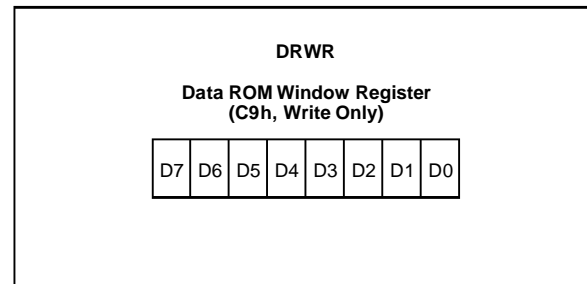 DRWR
Data ROM Window Register
(C9h, Write Only)
D7 D6 D5 D4 D3 D2 D1 D0